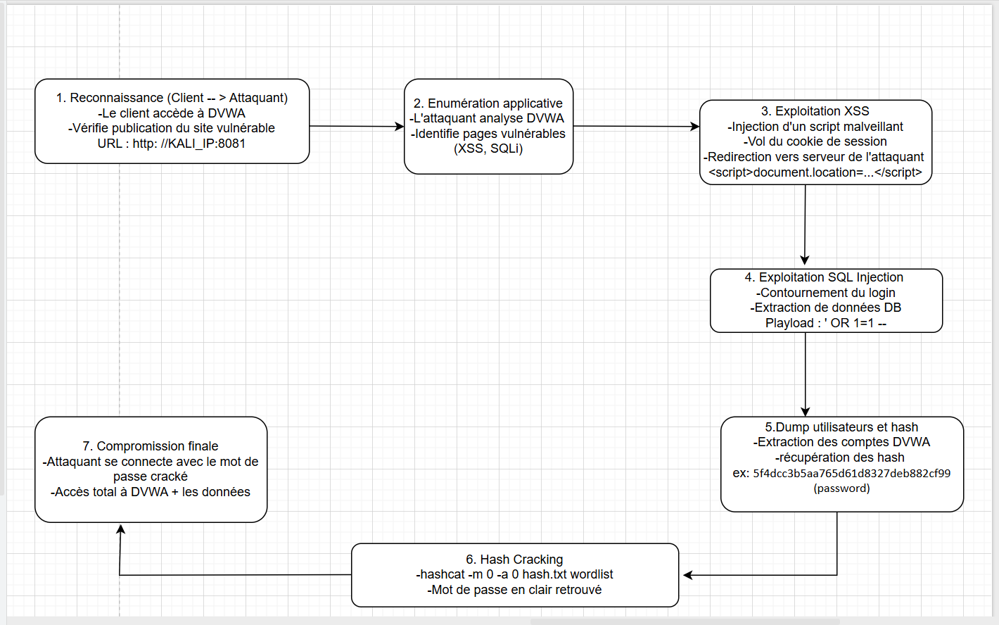 1. Reconnaissance (Client -- > Attaquant)
-Le client accède à DVWA
-Vérifie publication du site vulnérable
URL : http: //KALI_IP:8081
2. Enumération applicative
-L'attaquant analyse DVWA
-Identifie pages vulnérables
(XSS, SQLi)
3. Exploitation XSS
-Injection d'un script malveillant
-Vol du cookie de session
-Redirection vers serveur de l'attaquant
<script>document.location=...</script>
4. Exploitation SQL Injection
-Contournement du login
-Extraction de données DB
Playload : ' OR 1=1 --
5.Dump utilisateurs et hash
-Extraction des comptes DVWA
-récupération des hash
ex: 5f4dcc3b5aa765d61d8327deb882cf99
(password)
6. Hash Cracking
-hashcat -m 0 -a 0 hash.txt wordlist
-Mot de passe en clair retrouvé
7. Compromission finale
-Attaquant se connecte avec le mot de
passe cracké
-Accès total à DVWA + les données